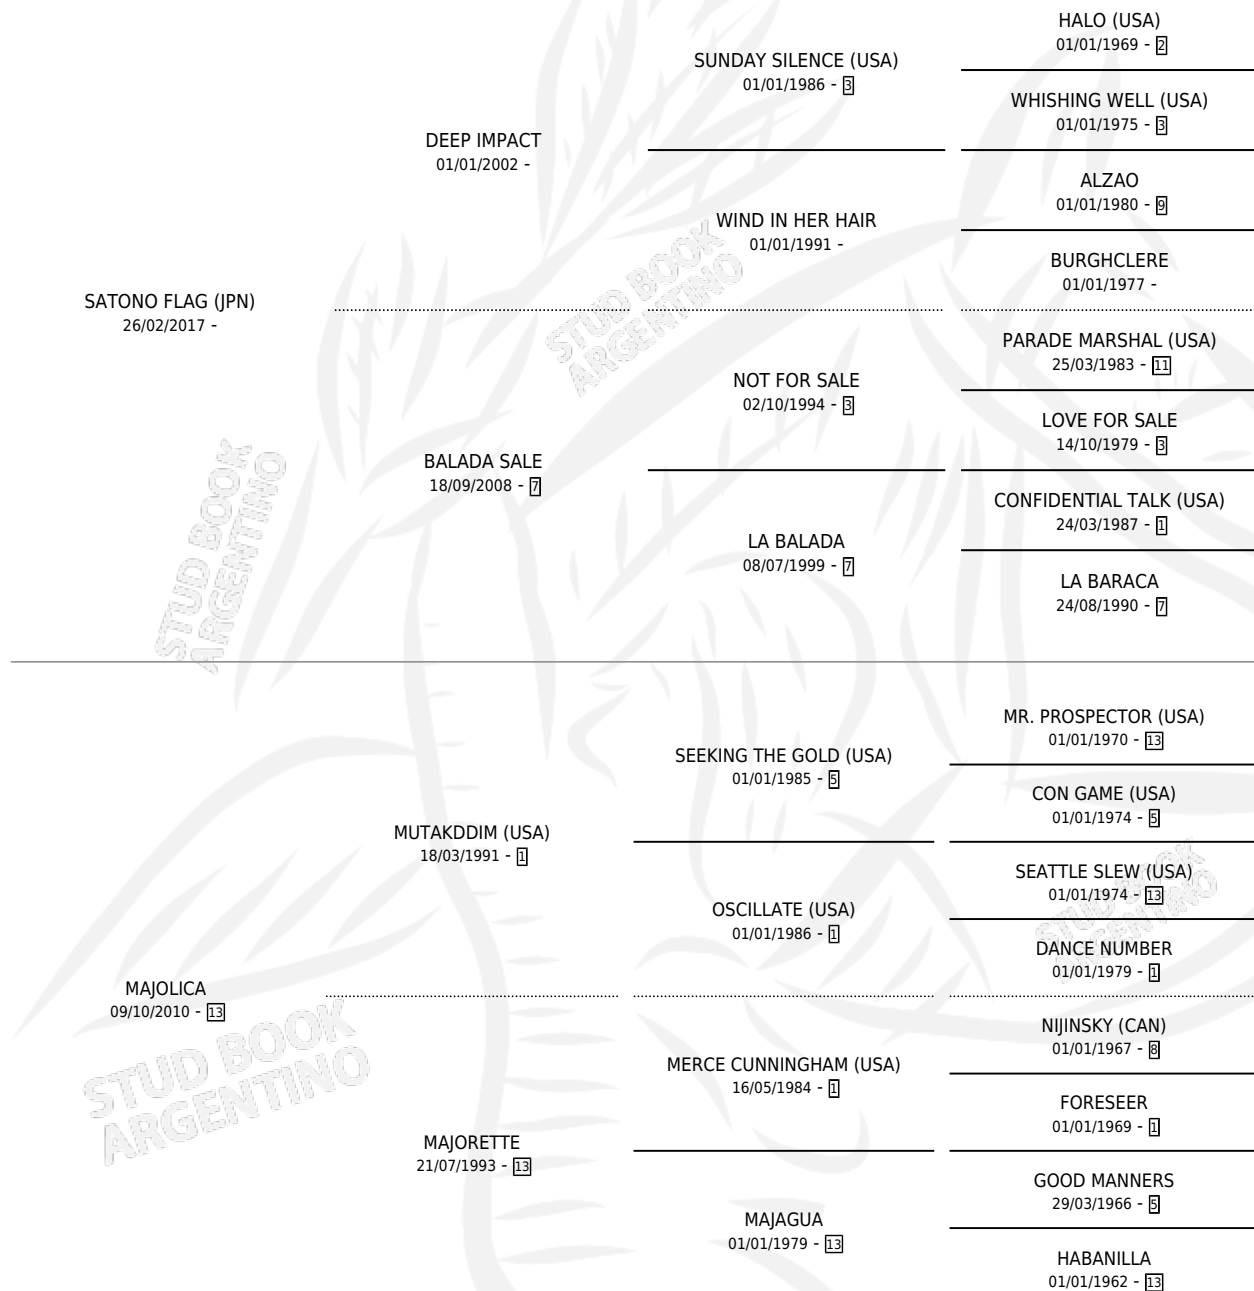 HALO (USA)
01/01/1969 - 2
SUNDAY SILENCE (USA)
01/01/1986 - 3
WHISHING WELL (USA)
01/01/1975 - 3
DEEP IMPACT
01/01/2002 -
ALZAO
01/01/1980 - 9
WIND IN HER HAIR
01/01/1991 -
BURGHCLERE
01/01/1977 -
SATONO FLAG (JPN)
26/02/2017 -
STUD BOOK
ARGENTINO
PARADE MARSHAL (USA)
25/03/1983 - 11
NOT FOR SALE
02/10/1994 - 3
LOVE FOR SALE
14/10/1979 - 3
BALADA SALE
18/09/2008 - 7
CONFIDENTIAL TALK (USA)
24/03/1987 - 1
LA BALADA
08/07/1999 - 7
LA BARACA
24/08/1990 - 7
STUD BOOK
ARGENTINO
MR. PROSPECTOR (USA)
01/01/1970 - 13
SEEKING THE GOLD (USA)
01/01/1985 - 5
CON GAME (USA)
01/01/1974 - 5
MUTAKDDIM (USA)
18/03/1991 - 1
SEATTLE SLEW (USA)
01/01/1974 - 13
OSCILLATE (USA)
01/01/1986 - 1
STUD BOOK
ARGENTINO
DANCE NUMBER
01/01/1979 - 1
MAJOLICA
09/10/2010 - 13
NIJINSKY (CAN)
01/01/1967 - 8
MERCE CUNNINGHAM (USA)
16/05/1984 - 1
FORESEER
01/01/1969 - 1
STUD BOOK
ARGENTINO
MAJORETTE
21/07/1993 - 13
GOOD MANNERS
29/03/1966 - 5
MAJAGUA
01/01/1979 - 13
HABANILLA
01/01/1962 - 13